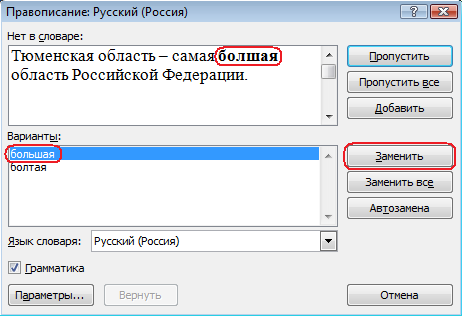 Правописание: Русский (Россия)
Нет в словаре:
Тюменская область – самая болшая
область Российской Федерации.
Пропустить
Пропустить все
Добавить
Варианты:
большая
болтая
Заменить
Заменить все
Автозамена
Язык словаря: Русский (Россия)
Грамматика
Параметры... Вернуть Отмена